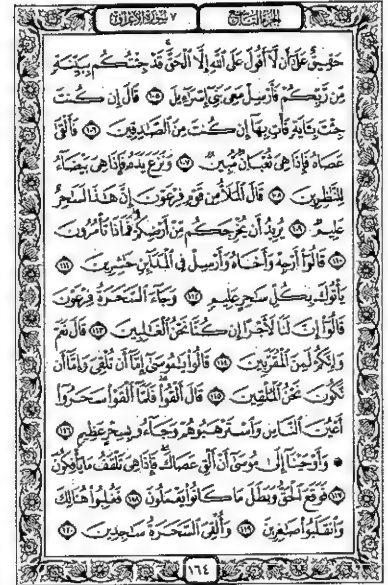 الجزء التاسع ٧ سورة الأعراف
حَقِيقٌ عَلَىٰٓ أَن لَّآ أَقُولَ عَلَى ٱللَّهِ إِلَّا ٱلْحَقَّ قَدْ جِئْتُكُم بِبَيِّنَةٍ
مِّن رَّبِّكُمْ فَأَرْسِلْ مَعِىَ بَنِىٓ إِسْرَٰٓءِيلَ ١٠٥ قَالَ إِن كُنتَ
جِئْتَ بِـَٔايَةٍ فَأْتِ بِهَآ إِن كُنتَ مِنَ ٱلصَّـٰدِقِينَ ١٠٦ فَأَلْقَىٰ
عَصَاهُ فَإِذَا هِىَ ثُعْبَانٌ مُّبِينٌ ١٠٧ وَنَزَعَ يَدَهُۥ فَإِذَا هِىَ بَيْضَآءُ
لِلنَّـٰظِرِينَ ١٠٨ قَالَ ٱلْمَلَأُ مِن قَوْمِ فِرْعَوْنَ إِنَّ هَـٰذَا لَسَـٰحِرٌ
عَلِيمٌ ١٠٩ يُرِيدُ أَن يُخْرِجَكُم مِّنْ أَرْضِكُمْ فَمَاذَا تَأْمُرُونَ
١١٠ قَالُوٓا۟ أَرْجِهْ وَأَخَاهُ وَأَرْسِلْ فِى ٱلْمَدَآئِنِ حَـٰشِرِينَ ١١١
يَأْتُوكَ بِكُلِّ سَـٰحِرٍ عَلِيمٍ ١١٢ وَجَآءَ ٱلسَّحَرَةُ فِرْعَوْنَ
قَالُوٓا۟ إِنَّ لَنَا لَأَجْرًا إِن كُنَّا نَحْنُ ٱلْغَـٰلِبِينَ ١١٣ قَالَ نَعَمْ
وَإِنَّكُمْ لَمِنَ ٱلْمُقَرَّبِينَ ١١٤ قَالُوا۟ يَـٰمُوسَىٰٓ إِمَّآ أَن تُلْقِىَ وَإِمَّآ أَن
نَّكُونَ نَحْنُ ٱلْمُلْقِينَ ١١٥ قَالَ أَلْقُوا۟ فَلَمَّآ أَلْقَوْا۟ سَحَرُوٓا۟
أَعْيُنَ ٱلنَّاسِ وَٱسْتَرْهَبُوهُمْ وَجَآءُو بِسِحْرٍ عَظِيمٍ ١١٦
۞ وَأَوْحَيْنَآ إِلَىٰ مُوسَىٰٓ أَنْ أَلْقِ عَصَاكَ فَإِذَا هِىَ تَلْقَفُ مَا يَأْفِكُونَ
١١٧ فَوَقَعَ ٱلْحَقُّ وَبَطَلَ مَا كَانُوا۟ يَعْمَلُونَ ١١٨ فَغُلِبُوا۟ هُنَالِكَ
وَٱنقَلَبُوا۟ صَـٰغِرِينَ ١١٩ وَأُلْقِىَ ٱلسَّحَرَةُ سَـٰجِدِينَ ١٢٠
١٦٤